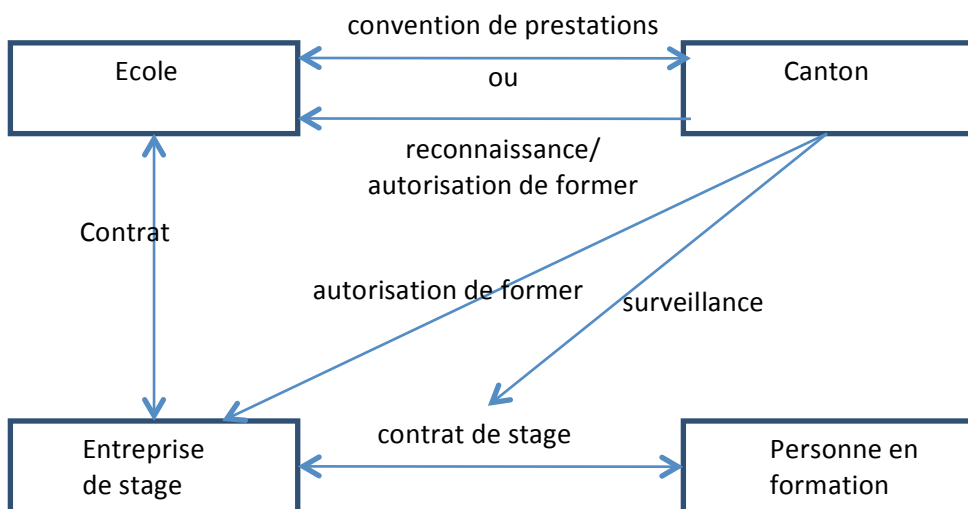 convention de prestations
Ecole
Canton
ou
reconnaissance/
autorisation de former
Contrat
autorisation de former
surveillance
contrat de stage
Entreprise
de stage
Personne en
formation